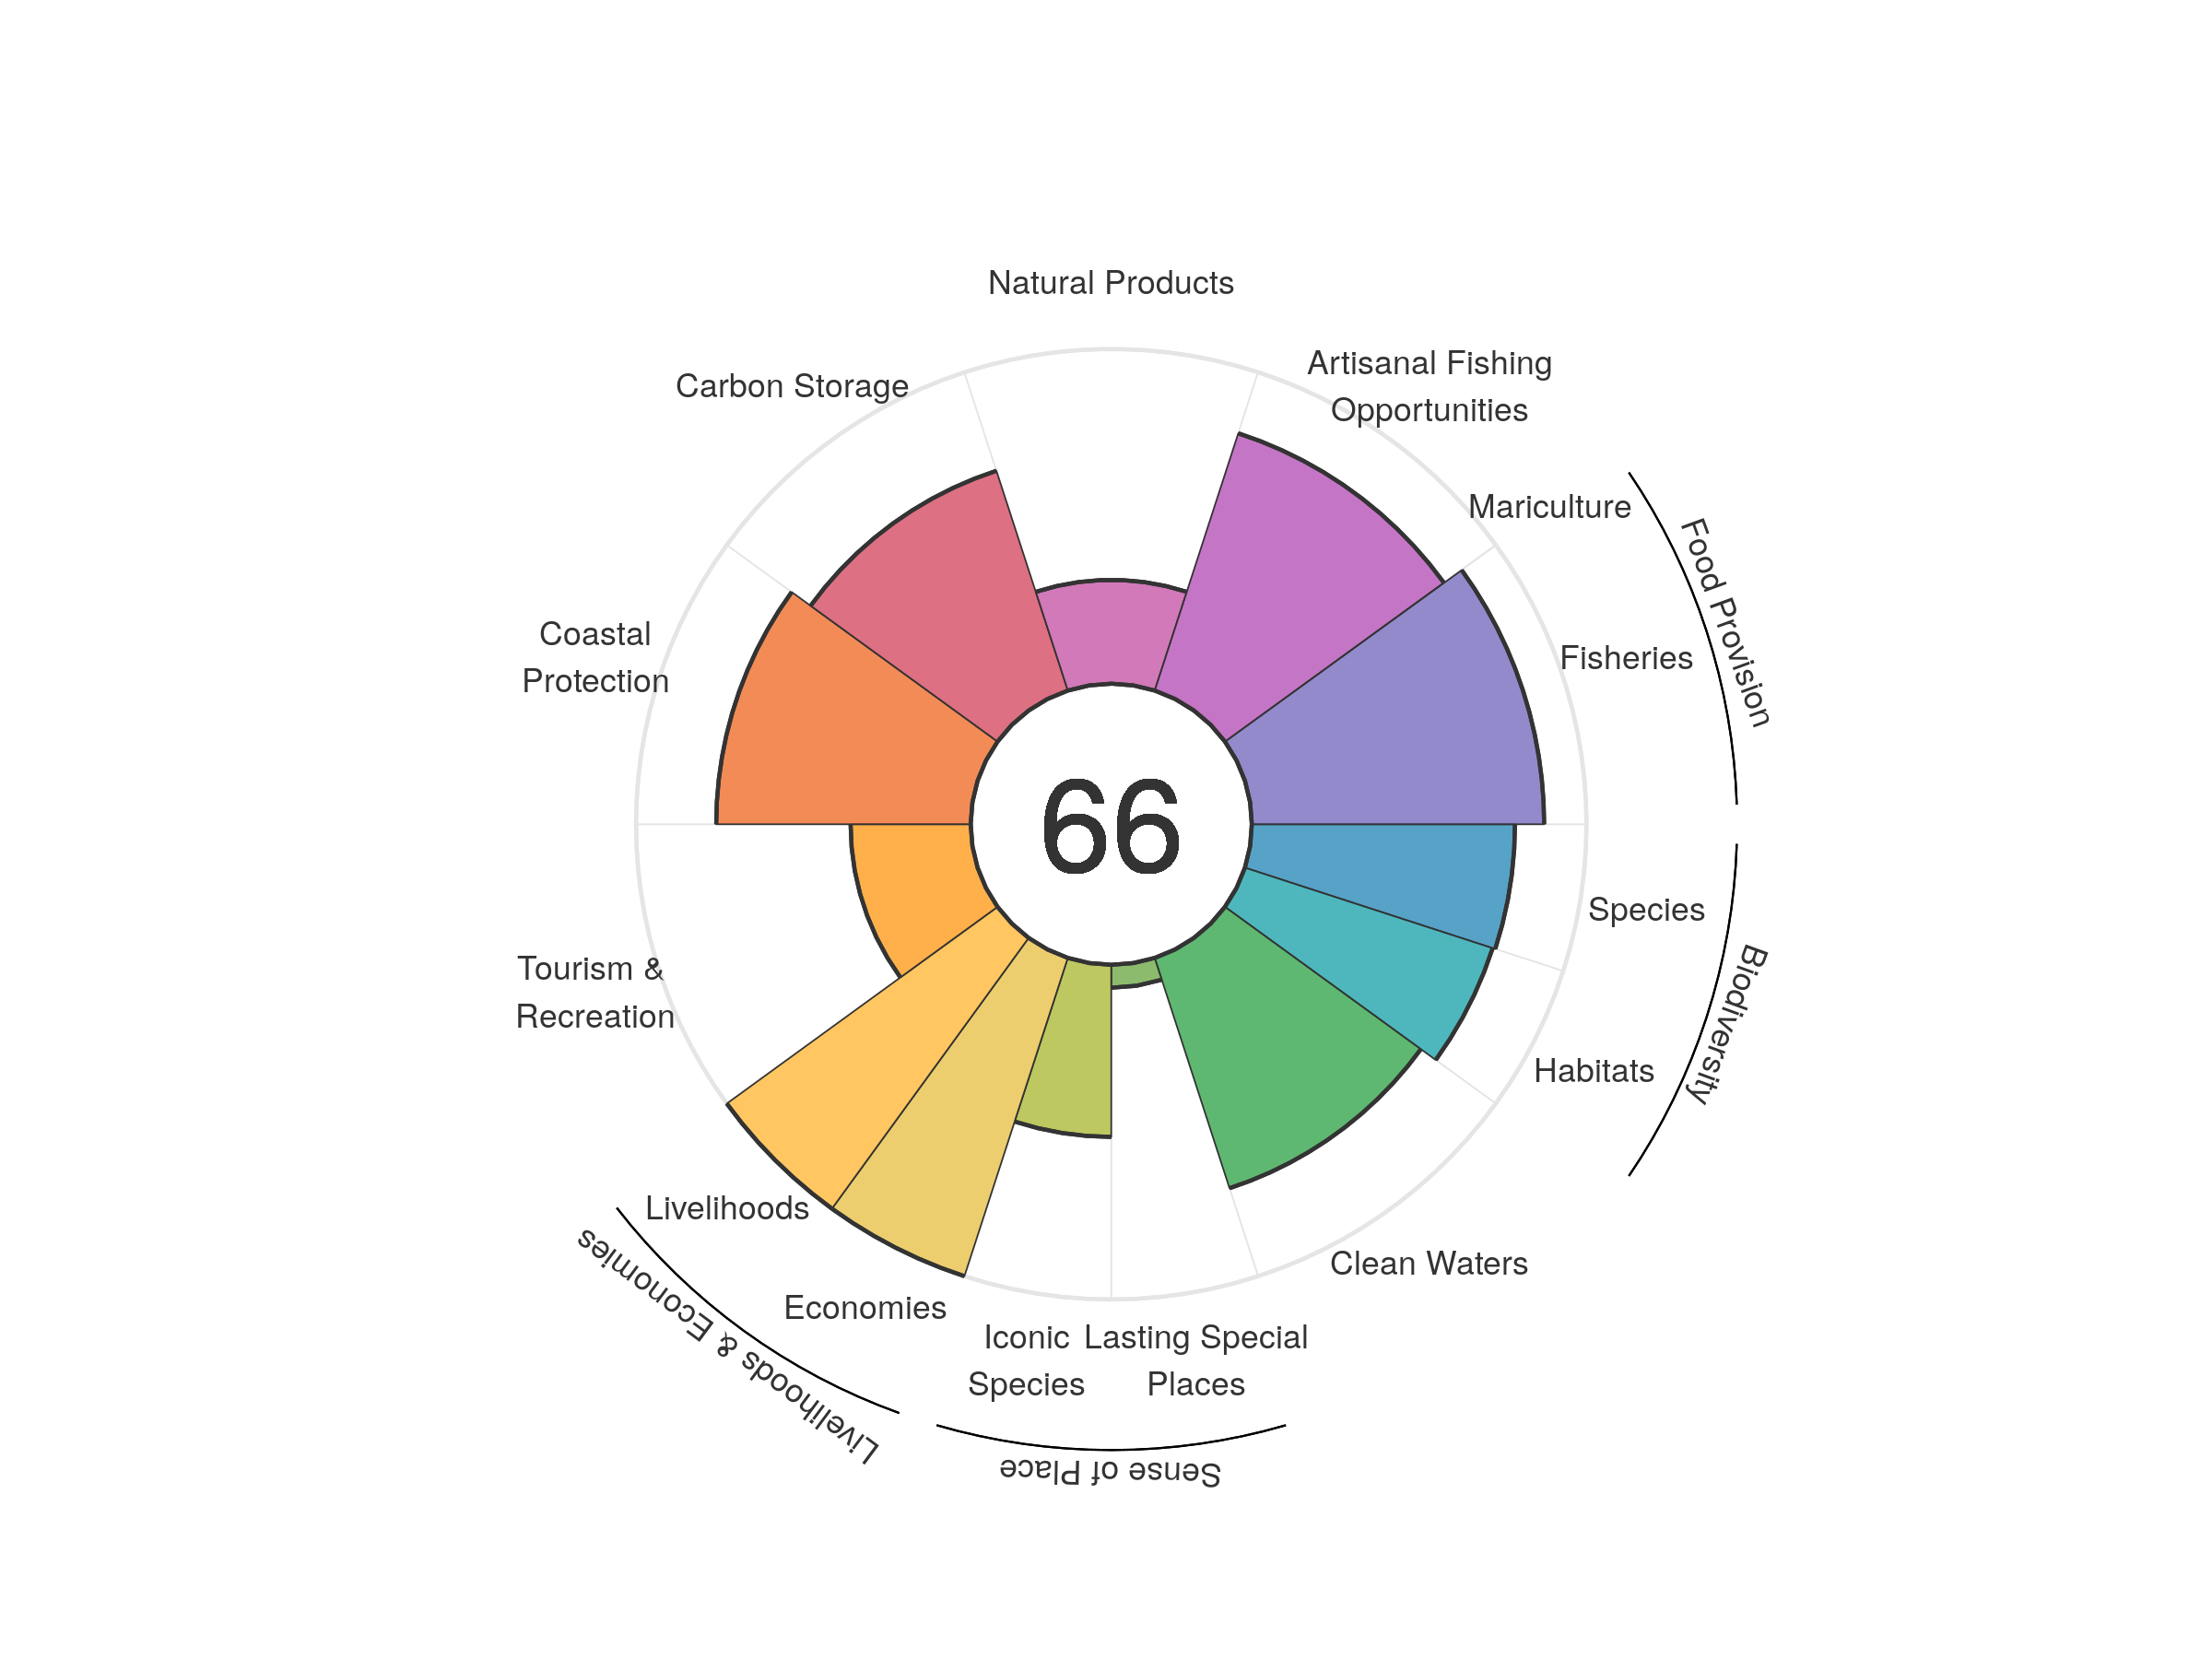 Natural Products
Artisanal Fishing
Opportunities
Carbon Storage
Mariculture
Food Provision
Coastal
Protection
Fisheries
66
Species
Biodiversity
Tourism &
Recreation
Habitats
Livelihoods
Clean Waters
Economies
Livelihoods & Economies
Iconic
Species
Lasting Special
Places
Sense of Place